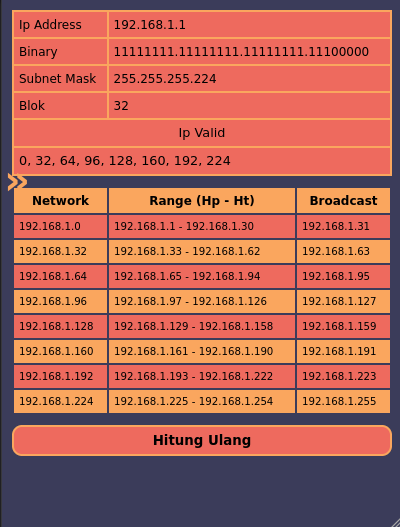 Ip Address 192.168.1.1
Binary 11111111.11111111.11111111.11100000
Subnet Mask 255.255.255.224
Blok 32
Ip Valid
0, 32, 64, 96, 128, 160, 192, 224
»
Network Range (Hp - Ht) Broadcast
192.168.1.0 192.168.1.1 - 192.168.1.30 192.168.1.31
192.168.1.32 192.168.1.33 - 192.168.1.62 192.168.1.63
192.168.1.64 192.168.1.65 - 192.168.1.94 192.168.1.95
192.168.1.96 192.168.1.97 - 192.168.1.126 192.168.1.127
192.168.1.128 192.168.1.129 - 192.168.1.158 192.168.1.159
192.168.1.160 192.168.1.161 - 192.168.1.190 192.168.1.191
192.168.1.192 192.168.1.193 - 192.168.1.222 192.168.1.223
192.168.1.224 192.168.1.225 - 192.168.1.254 192.168.1.255
Hitung Ulang